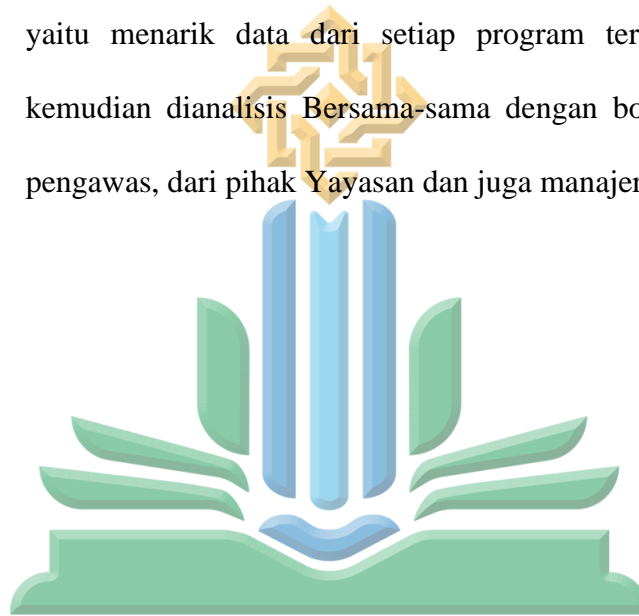 yaitu menarik data dari setiap program ter
kemudian dianalisis Bersama-sama dengan bo
pengawas, dari pihak Yayasan dan juga manajer